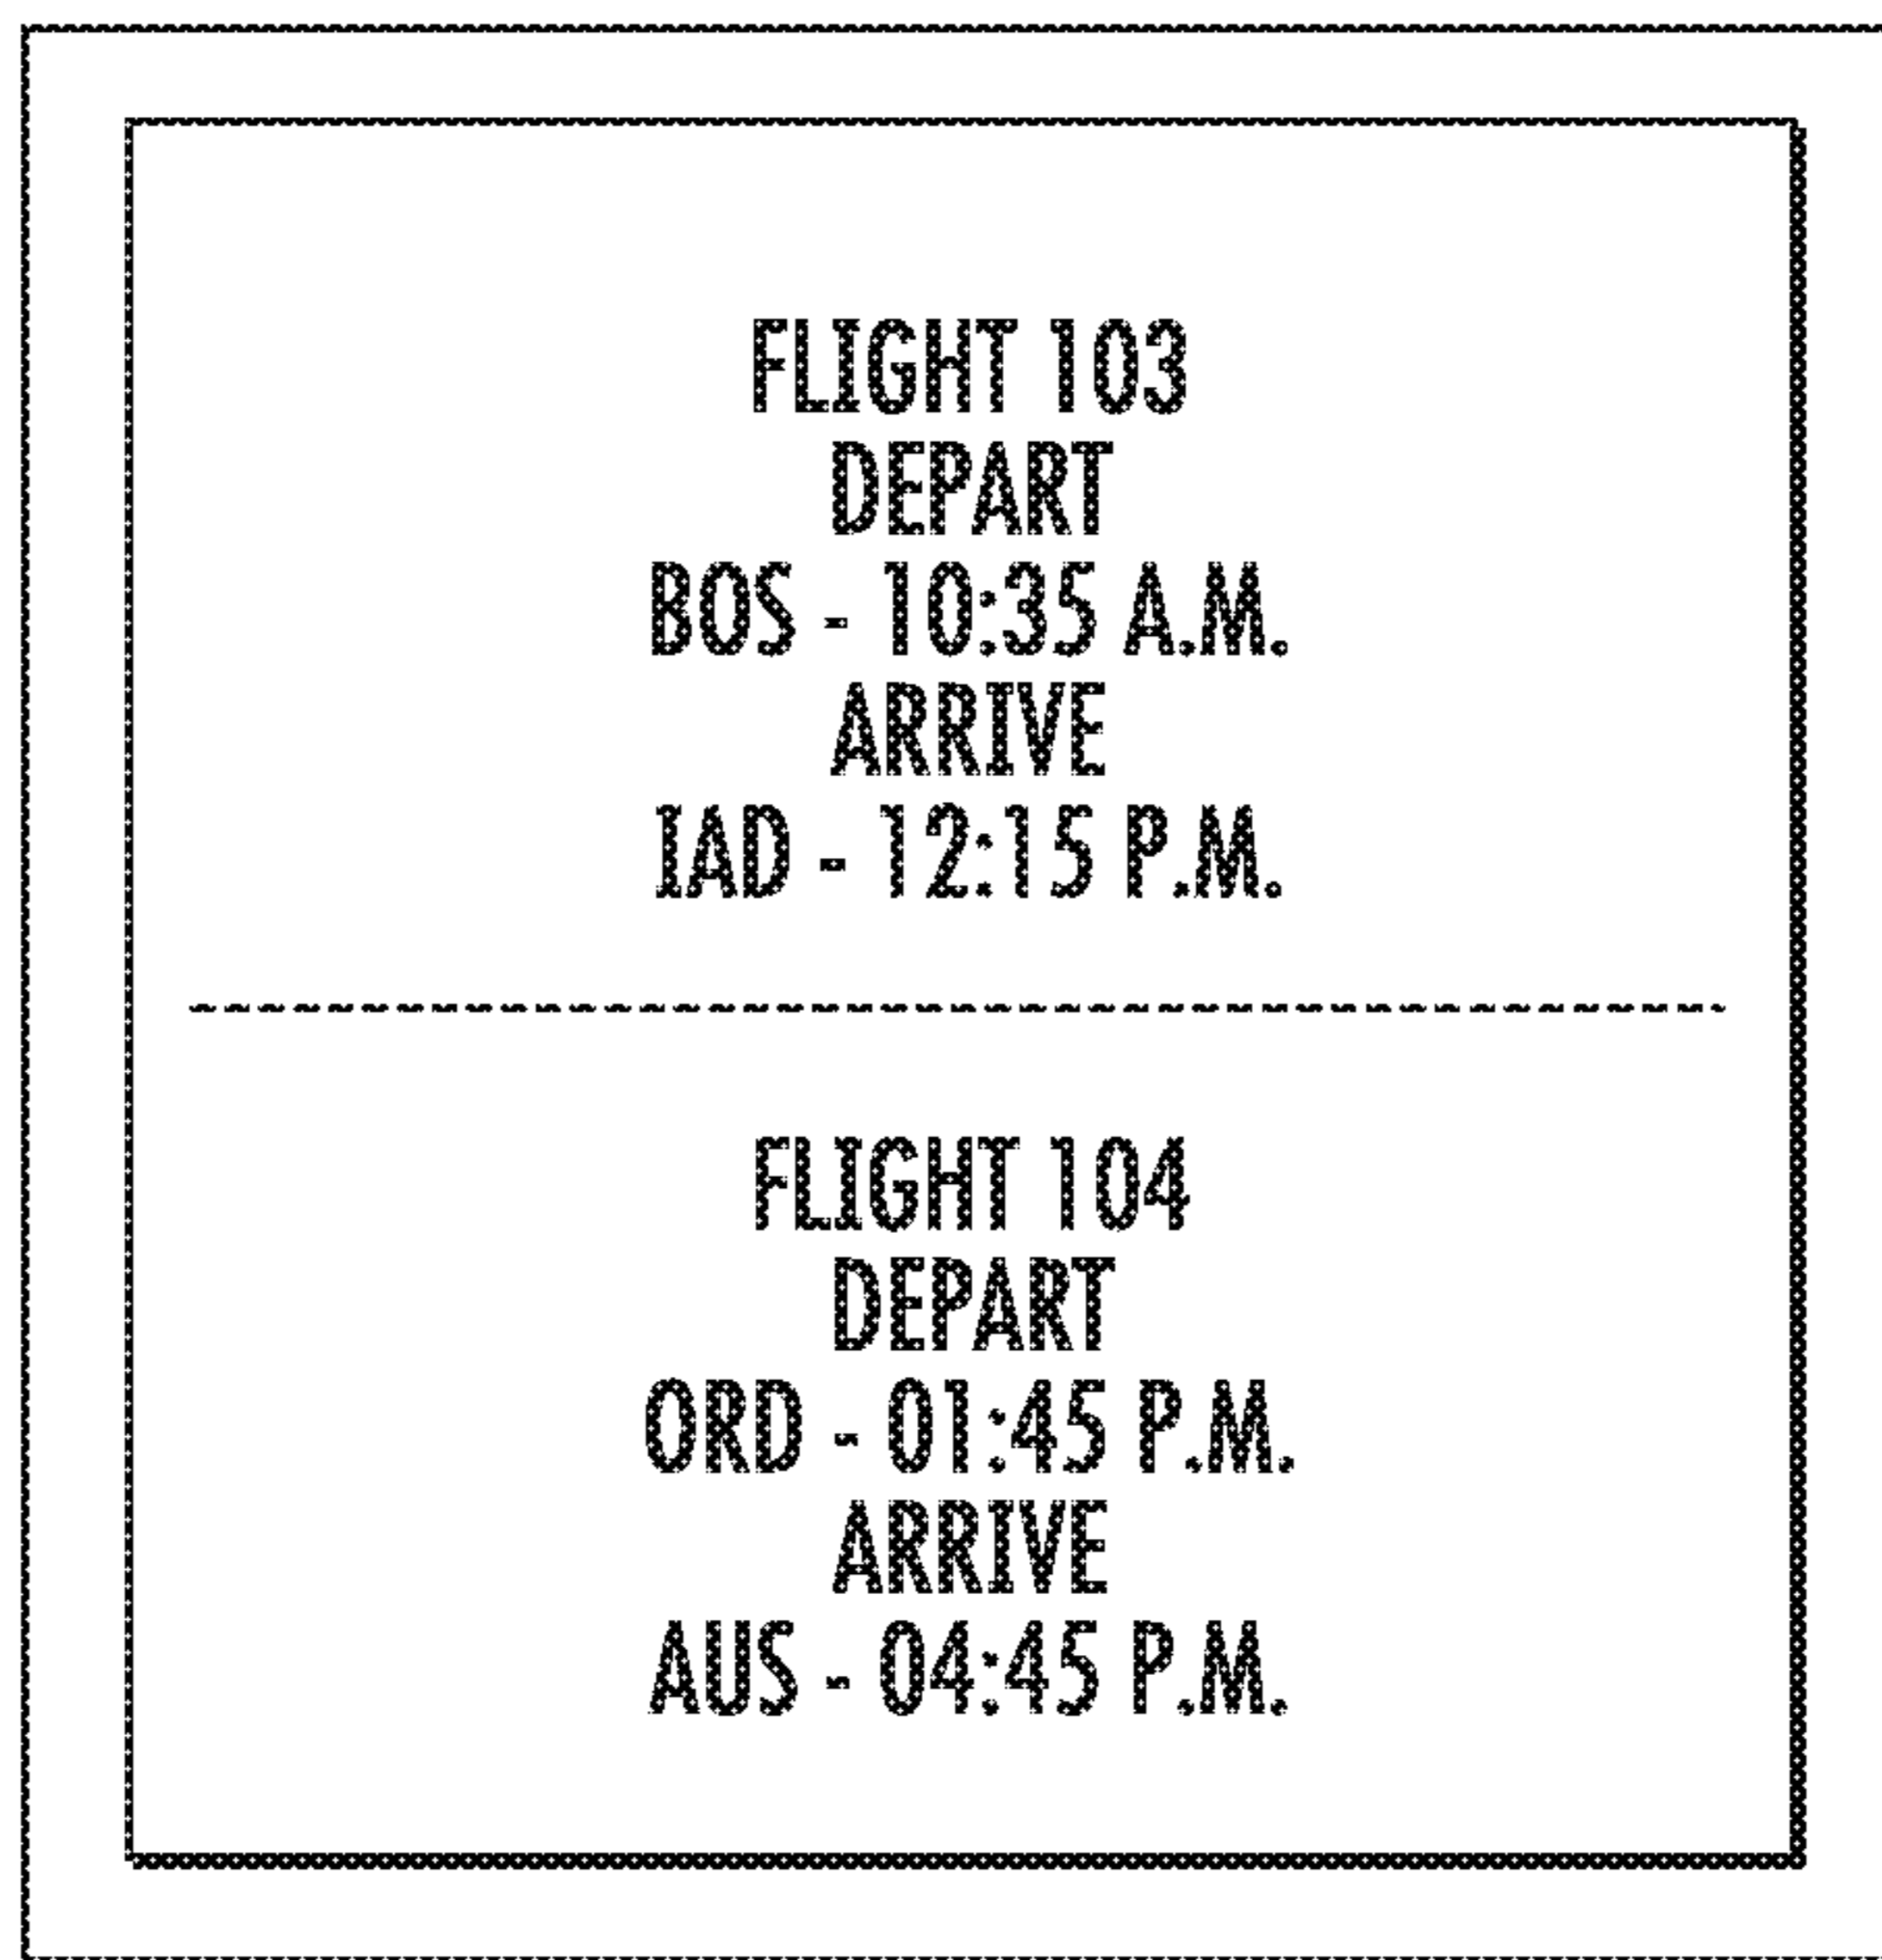 FLIGHT 103
DEPART
BOS - 10:35 A.M.
ARRIVE
IAD - 12:15 P.M.
FLIGHT 104
DEPART
ORD - 01:45 P.M.
ARRIVE
AUS - 04:45 P.M.